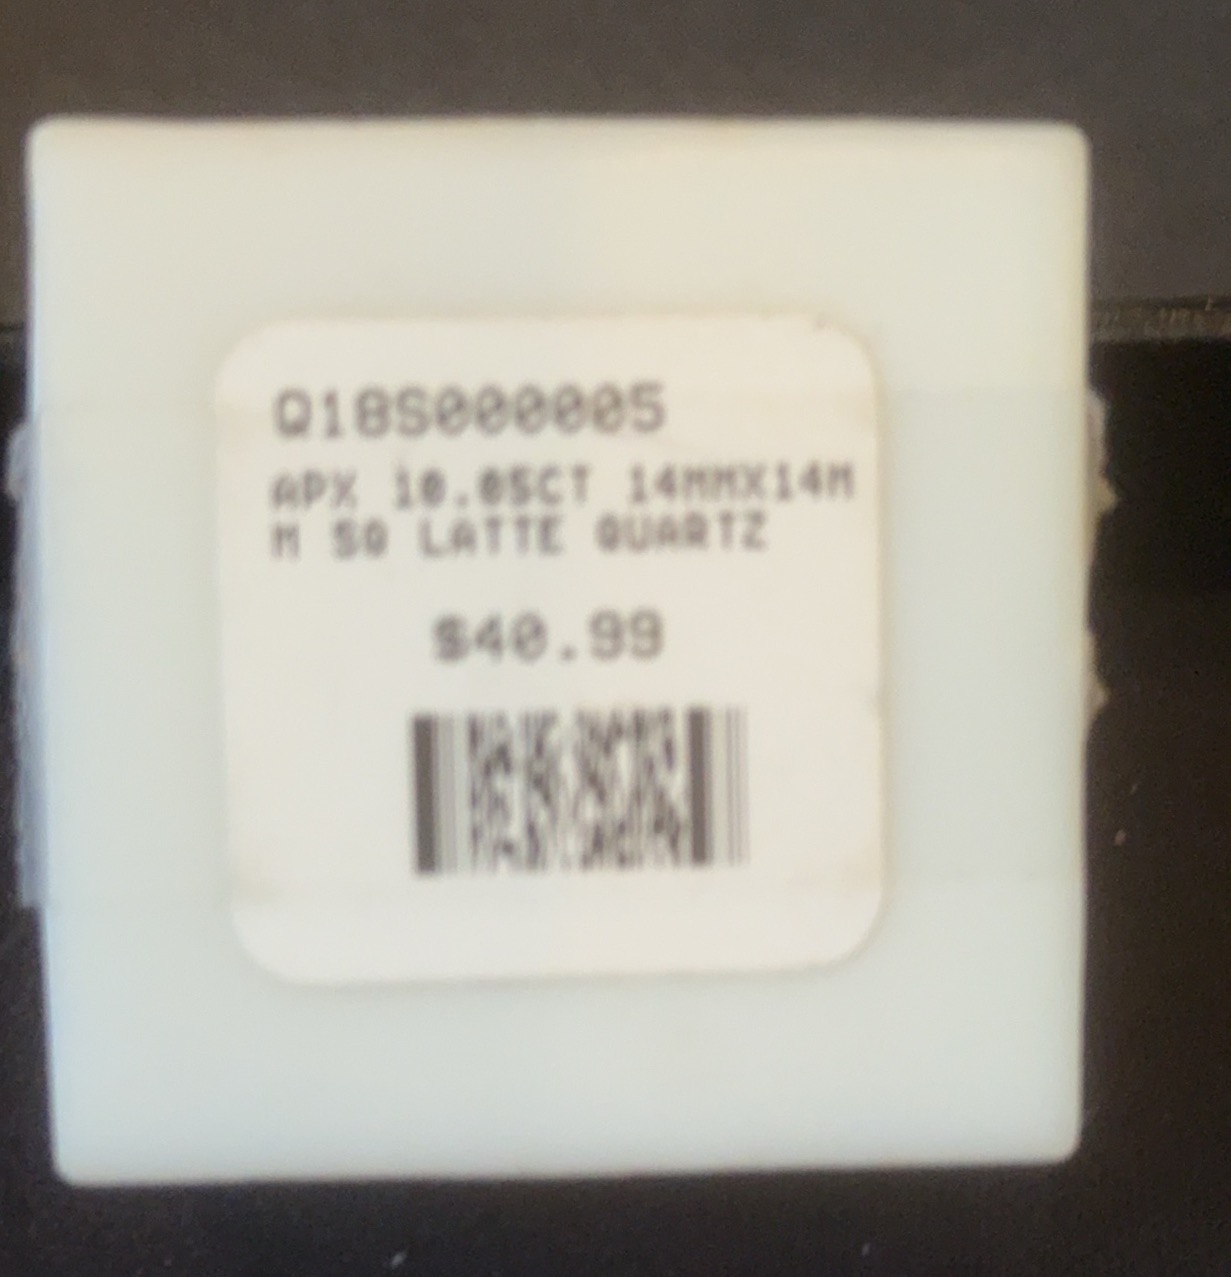 Q18S000005
APX 10.05CT 14MMX14M
M SQ LATTE QUARTZ
$40.99